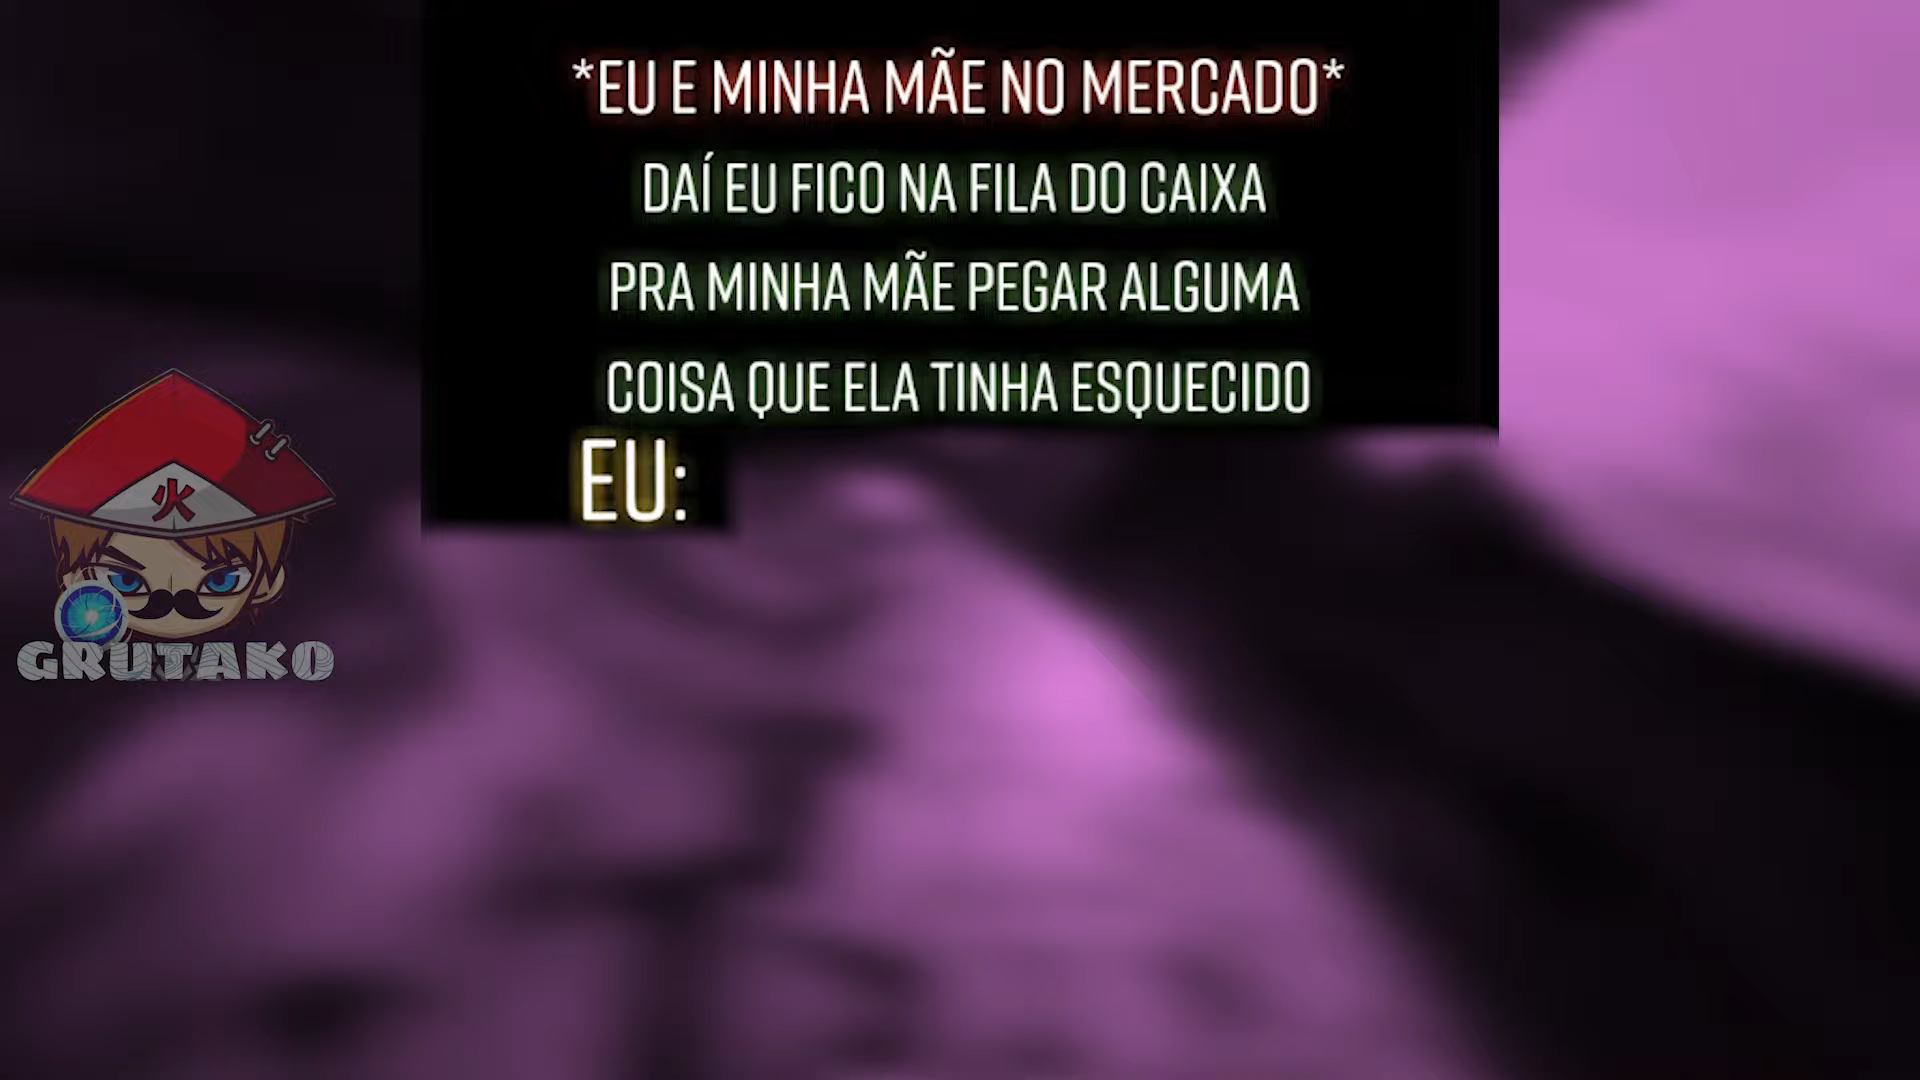 *EU E MINHA MÃE NO MERCADO*
DAÍ EU FICO NA FILA DO CAIXA
PRA MINHA MÃE PEGAR ALGUMA
COISA QUE ELA TINHA ESQUECIDO
EU:
火
GRUTAKO